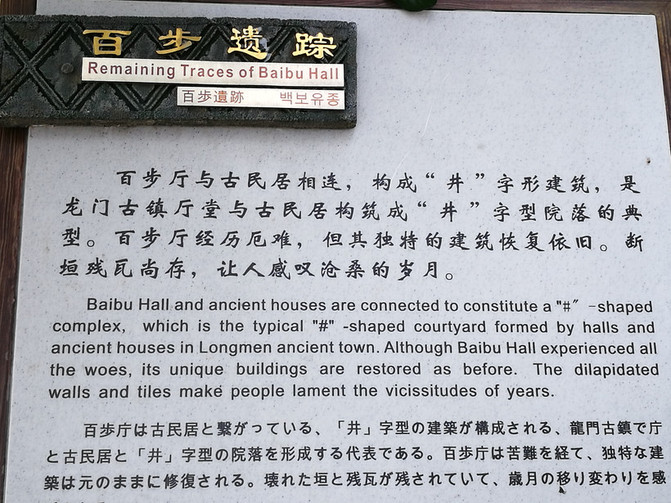 百步遗踪
Remaining Traces of Baibu Hall
百歩遺跡 백보유종
百步厅与古民居相连，构成“井”字形建筑，是
龙门古镇厅堂与古民居构筑成“井”字型院落的典
型。百步厅经历厄难，但其独特的建筑恢复依旧。断
垣残瓦尚存，让人感叹沧桑的岁月。
Baibu Hall and ancient houses are connected to constitute a "#" -shaped
complex, which is the typical "#" -shaped courtyard formed by halls and
ancient houses in Longmen ancient town. Although Baibu Hall experienced all
the woes, its unique buildings are restored as before. The dilapidated
walls and tiles make people lament the vicissitudes of years.
百歩庁は古民居と繋がっている、「井」字型の建築が構成される、龍門古鎮で庁
と古民居と「井」字型の院落を形成する代表である。百歩庁は苦難を経て、独特な建
築は元のままに修復される。壊れた垣と残瓦が残されていて、歳月の移り変わりを感